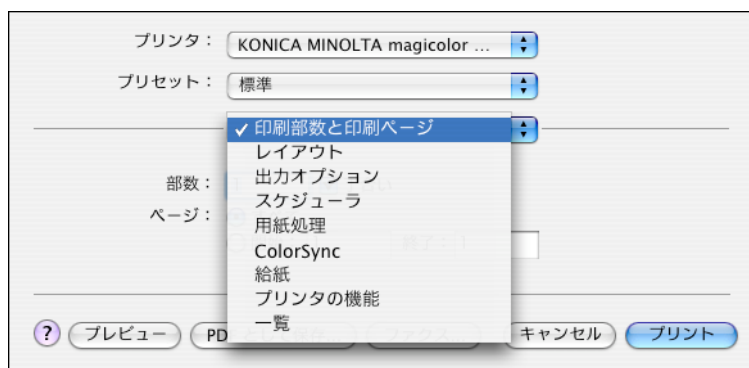 プリンタ： KONICA MINOLTA magicolor ...
プリセット： 標準
✓ 印刷部数と印刷ページ
レイアウト
部数：
出力オプション
スケジューラ
ページ：
用紙処理
ColorSync
終了： 1
給紙
プリンタの機能
一覧
? プレビュー PD キャンセル プリント